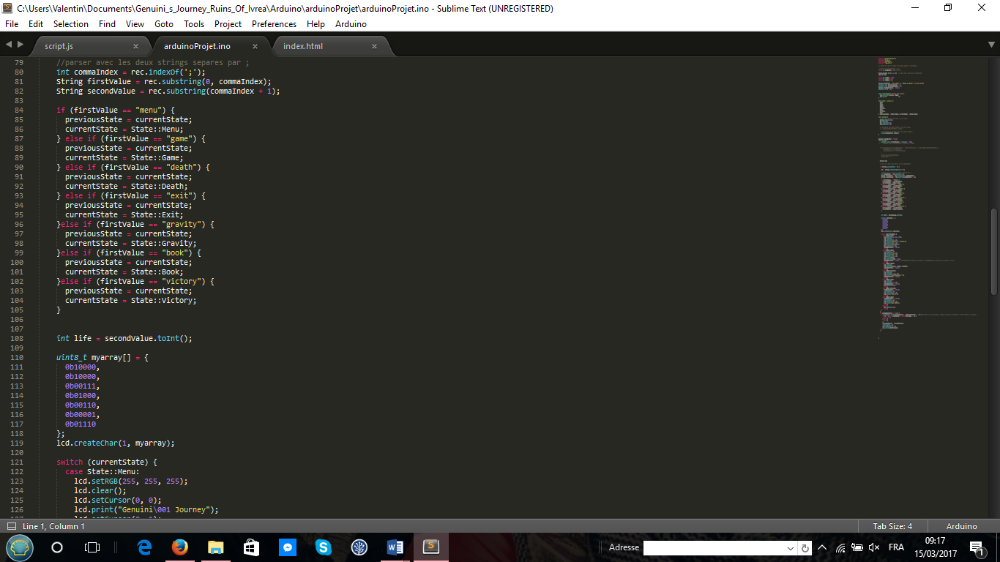 C:\Users\Valentin\Documents\Genuini_s_Journey_Ruins_Of_Ivrea\Arduino\arduinoProjet\arduinoProjet.ino - Sublime Text (UNREGISTERED)
File Edit Selection Find View Goto Tools Project Preferences Help Arduino
script.js × arduinoProjet.ino × index.html ×
79 //parser avec les deux strings separes par ;
80 int commaIndex = rec.indexOf(';');
81 String firstValue = rec.substring(0, commaIndex);
82 String secondValue = rec.substring(commaIndex + 1);
83
84 if (firstValue == "menu") {
85 previousState = currentState;
86 currentState = State::Menu;
87 } else if (firstValue == "game") {
88 previousState = currentState;
89 currentState = State::Game;
90 } else if (firstValue == "death") {
91 previousState = currentState;
92 currentState = State::Death;
93 } else if (firstValue == "exit") {
94 previousState = currentState;
95 currentState = State::Exit;
96 }else if (firstValue == "gravity") {
97 previousState = currentState;
98 currentState = State::Gravity;
99 }else if (firstValue == "book") {
100 previousState = currentState;
101 currentState = State::Book;
102 }else if (firstValue == "victory") {
103 previousState = currentState;
104 currentState = State::Victory;
105 }
106
107
108 int life = secondValue.toInt();
109
110 uint8_t myarray[] = {
111 0b10000,
112 0b10000,
113 0b00111,
114 0b01000,
115 0b00110,
116 0b00001,
117 0b01110
118 };
119 lcd.createChar(1, myarray);
120
121 switch (currentState) {
122 case State::Menu:
123 lcd.setRGB(255, 255, 255);
124 lcd.clear();
125 lcd.setCursor(0, 0);
126 lcd.print("Genuini\001 Journey");
Line 1, Column 1 Tab Size: 4 Arduino
Adresse FRA 09:17
15/03/2017 1